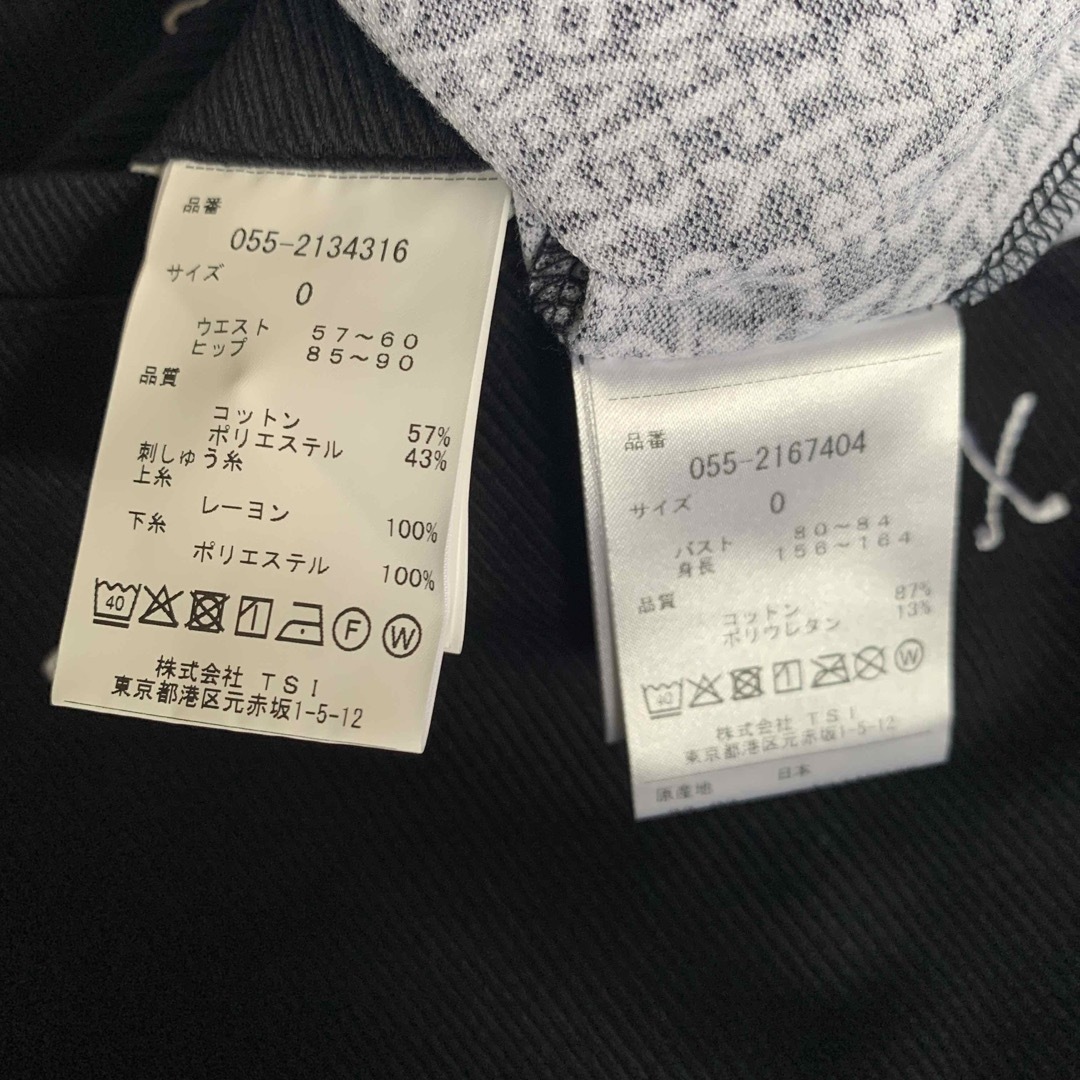 品番
055-2134316
サイズ
0
ウエスト 57～60
ヒップ 85～90
品質
コットン 57%
ポリエステル 43%
刺しゅう糸
上糸
レーヨン 100%
下糸
ポリエステル 100%
40 F W
株式会社 TSI
東京都港区元赤坂1-5-12
品番
055-2167404
サイズ
0
バスト 80～84
身長 156～164
品質
コットン 87%
ポリウレタン 13%
40 W
株式会社 TSI
東京都港区元赤坂1-5-12
原産地 日本